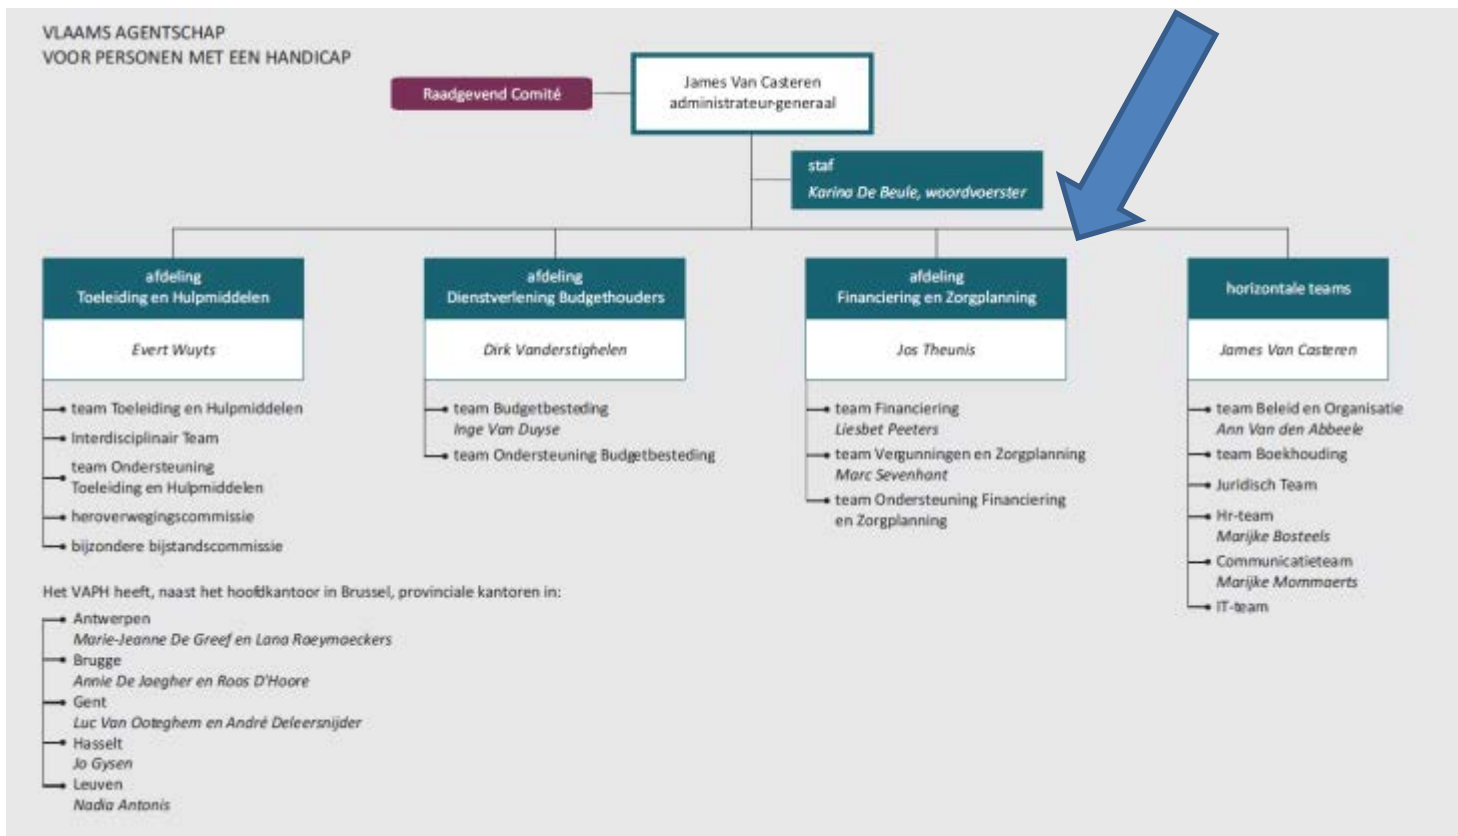 VLAAMS AGENTSCHAP
VOOR PERSONEN MET EEN HANDICAP
Raadgevend Comité
James Van Casteren
administrateur-generaal
staf
Karina De Beule, woordvoerster
afdeling
Toeleiding en Hulpmiddelen
Evert Wuyts
team Toeleiding en Hulpmiddelen
Interdisciplinair Team
team Ondersteuning
Toeleiding en Hulpmiddelen
heroverwegingscommissie
bijzondere bijstandscommissie
afdeling
Dienstverlening Budgethouders
Dirk Vanderstighelen
team Budgetbesteding
Inge Van Duyse
team Ondersteuning Budgetbesteding
afdeling
Financiering en Zorgplanning
Jos Theunis
team Financiering
Liesbet Peeters
team Vergunningen en Zorgplanning
Marc Sevenhant
team Ondersteuning Financiering
en Zorgplanning
horizontale teams
James Van Casteren
team Beleid en Organisatie
Ann Van den Abbeele
team Boekhouding
Juridisch Team
Hr-team
Marijke Bosteels
Communicatieteam
Marijke Mommaerts
IT-team
Het VAPH heeft, naast het hoofdkantoor in Brussel, provinciale kantoren in:
Antwerpen
Marie-Jeanne De Greef en Lana Raeymaeckers
Brugge
Annie De Jaegher en Roos D'Hoore
Gent
Luc Van Ooteghem en André Deleersnijder
Hasselt
Jo Gysen
Leuven
Nadia Antonis